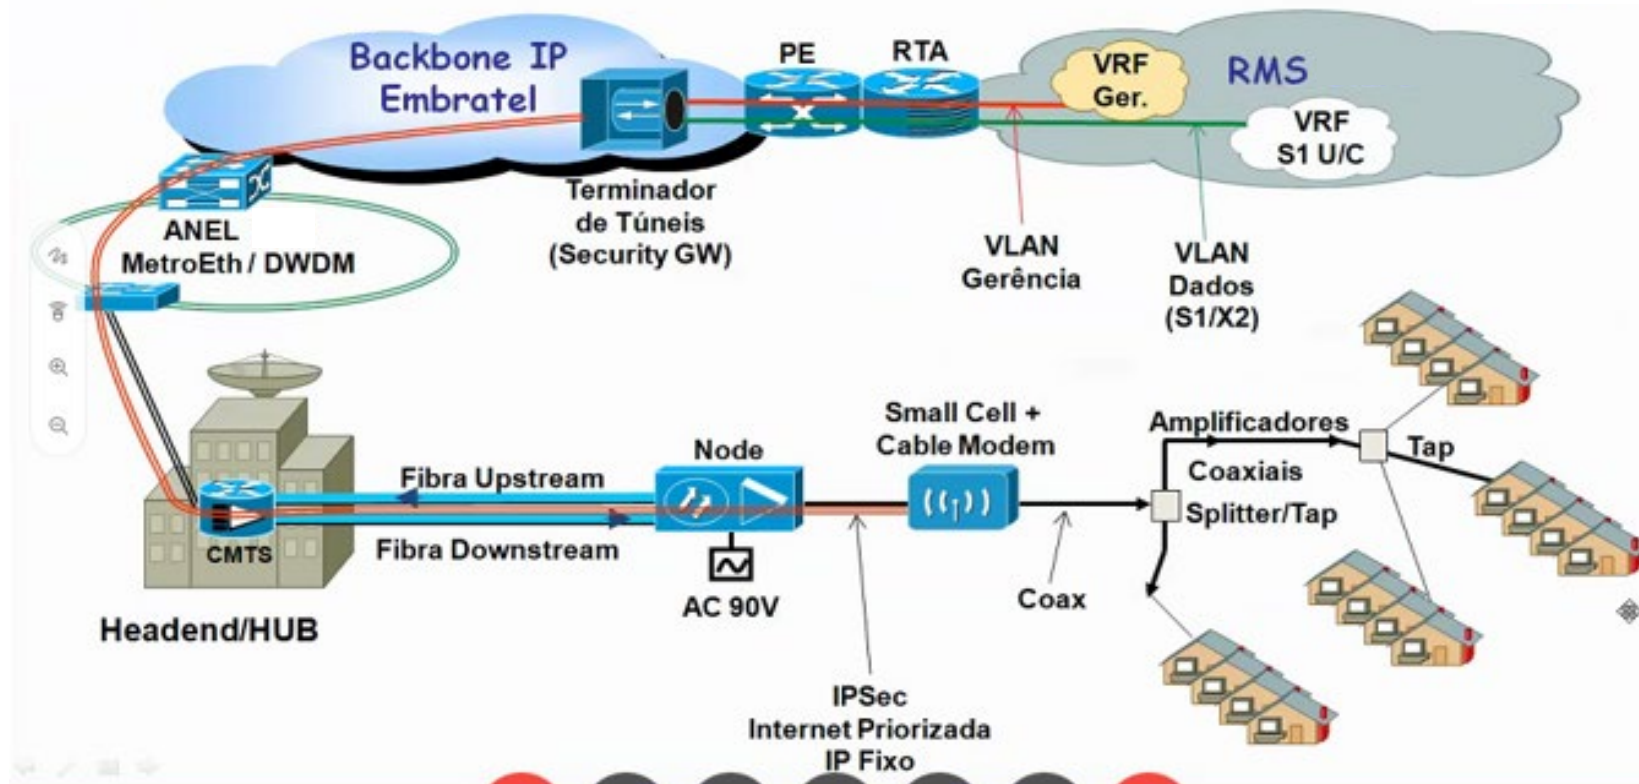 Backbone IP
Embratel
PE
RTA
VRF
Ger.
RMS
VRF
S1 U/C
Terminador
de Túneis
(Security GW)
ANEL
MetroEth / DWDM
VLAN
Gerência
VLAN
Dados
(S1/X2)
Small Cell +
Cable Modem
Amplificadores
Tap
Node
Coaxiais
Fibra Upstream
Splitter/Tap
CMTS
Fibra Downstream
AC 90V
Coax
Headend/HUB
IPSec
Internet Priorizada
IP Fixo